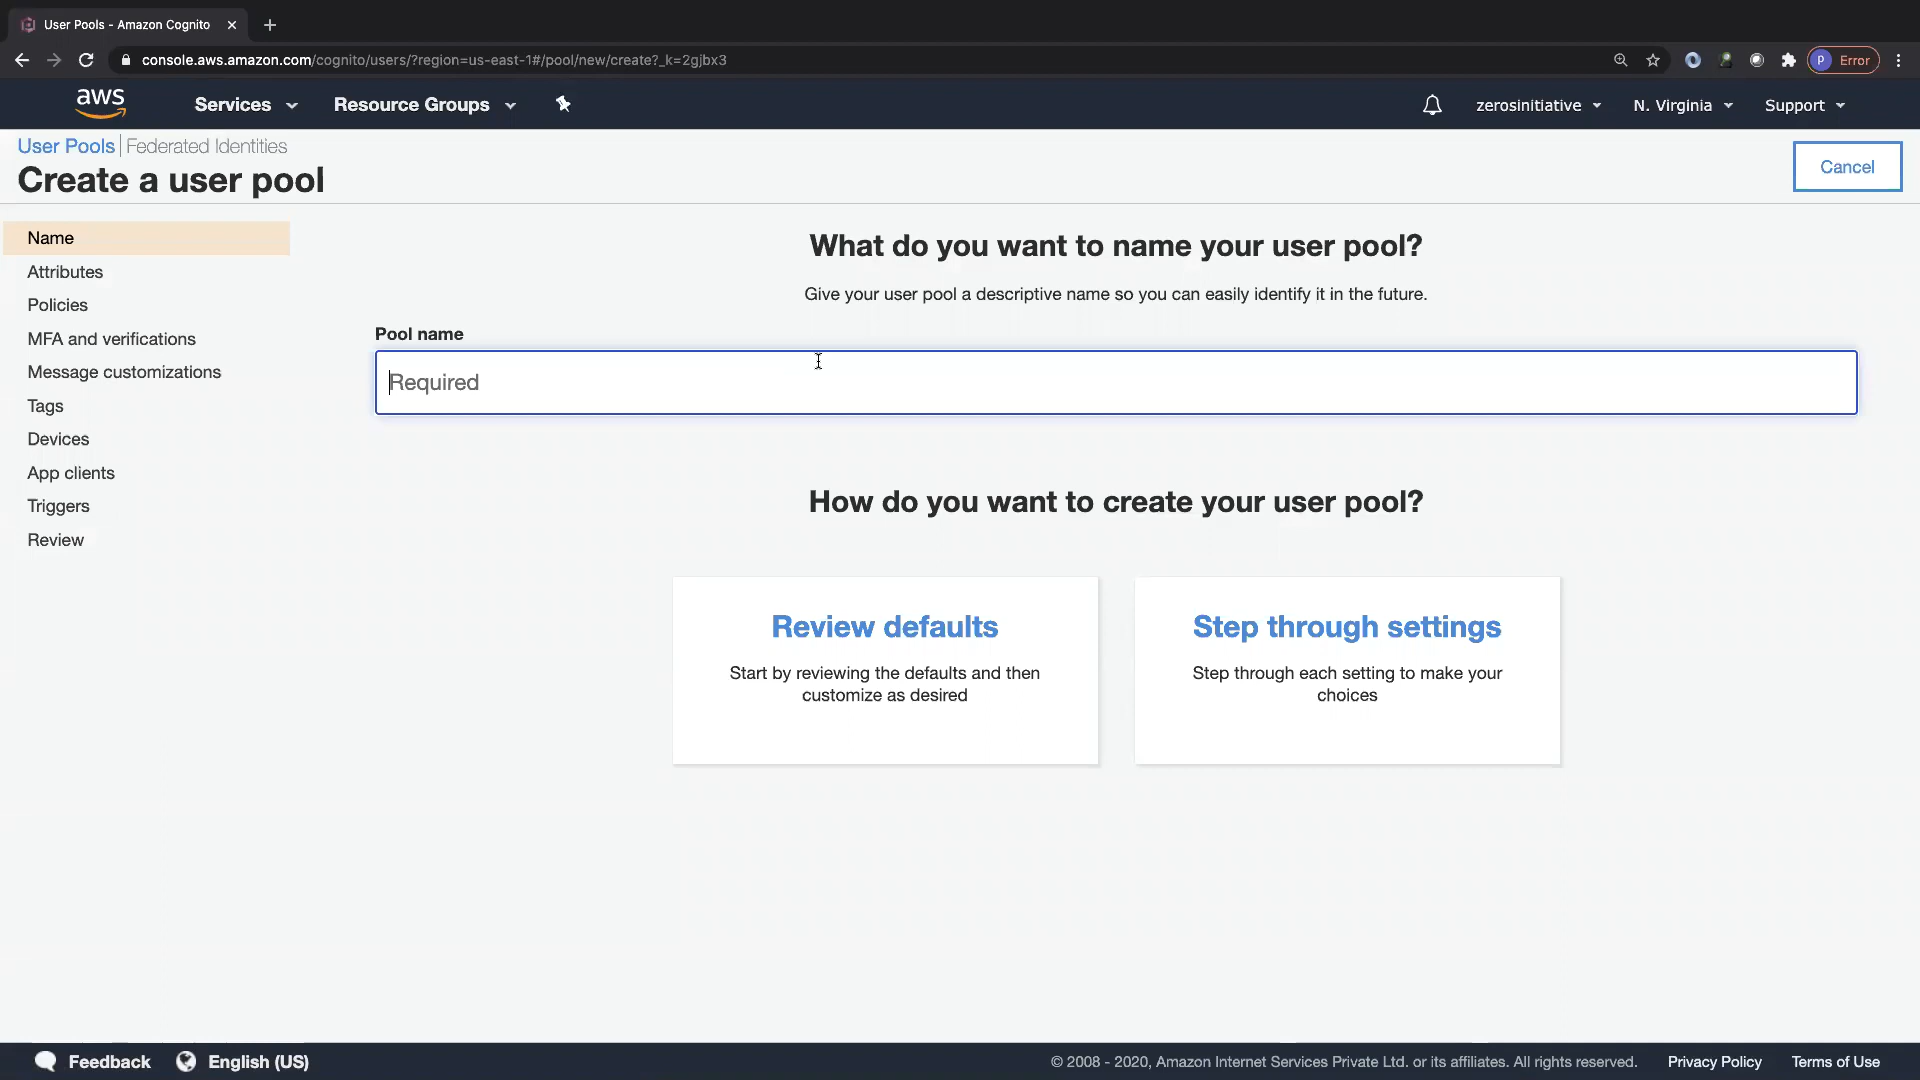 User Pools - Amazon Cognito
console.aws.amazon.com/cognito/users/?region=us-east-1#/pool/new/create?_k=2gjbx3
P Error
aws Services Resource Groups zerosinitiative N. Virginia Support
User Pools | Federated Identities
Create a user pool
Cancel
Name
Attributes
Policies
MFA and verifications
Message customizations
Tags
Devices
App clients
Triggers
Review
What do you want to name your user pool?
Give your user pool a descriptive name so you can easily identify it in the future.
Pool name
Required
How do you want to create your user pool?
Review defaults
Start by reviewing the defaults and then
customize as desired
Step through settings
Step through each setting to make your
choices
Feedback English (US) © 2008 - 2020, Amazon Internet Services Private Ltd. or its affiliates. All rights reserved. Privacy Policy Terms of Use